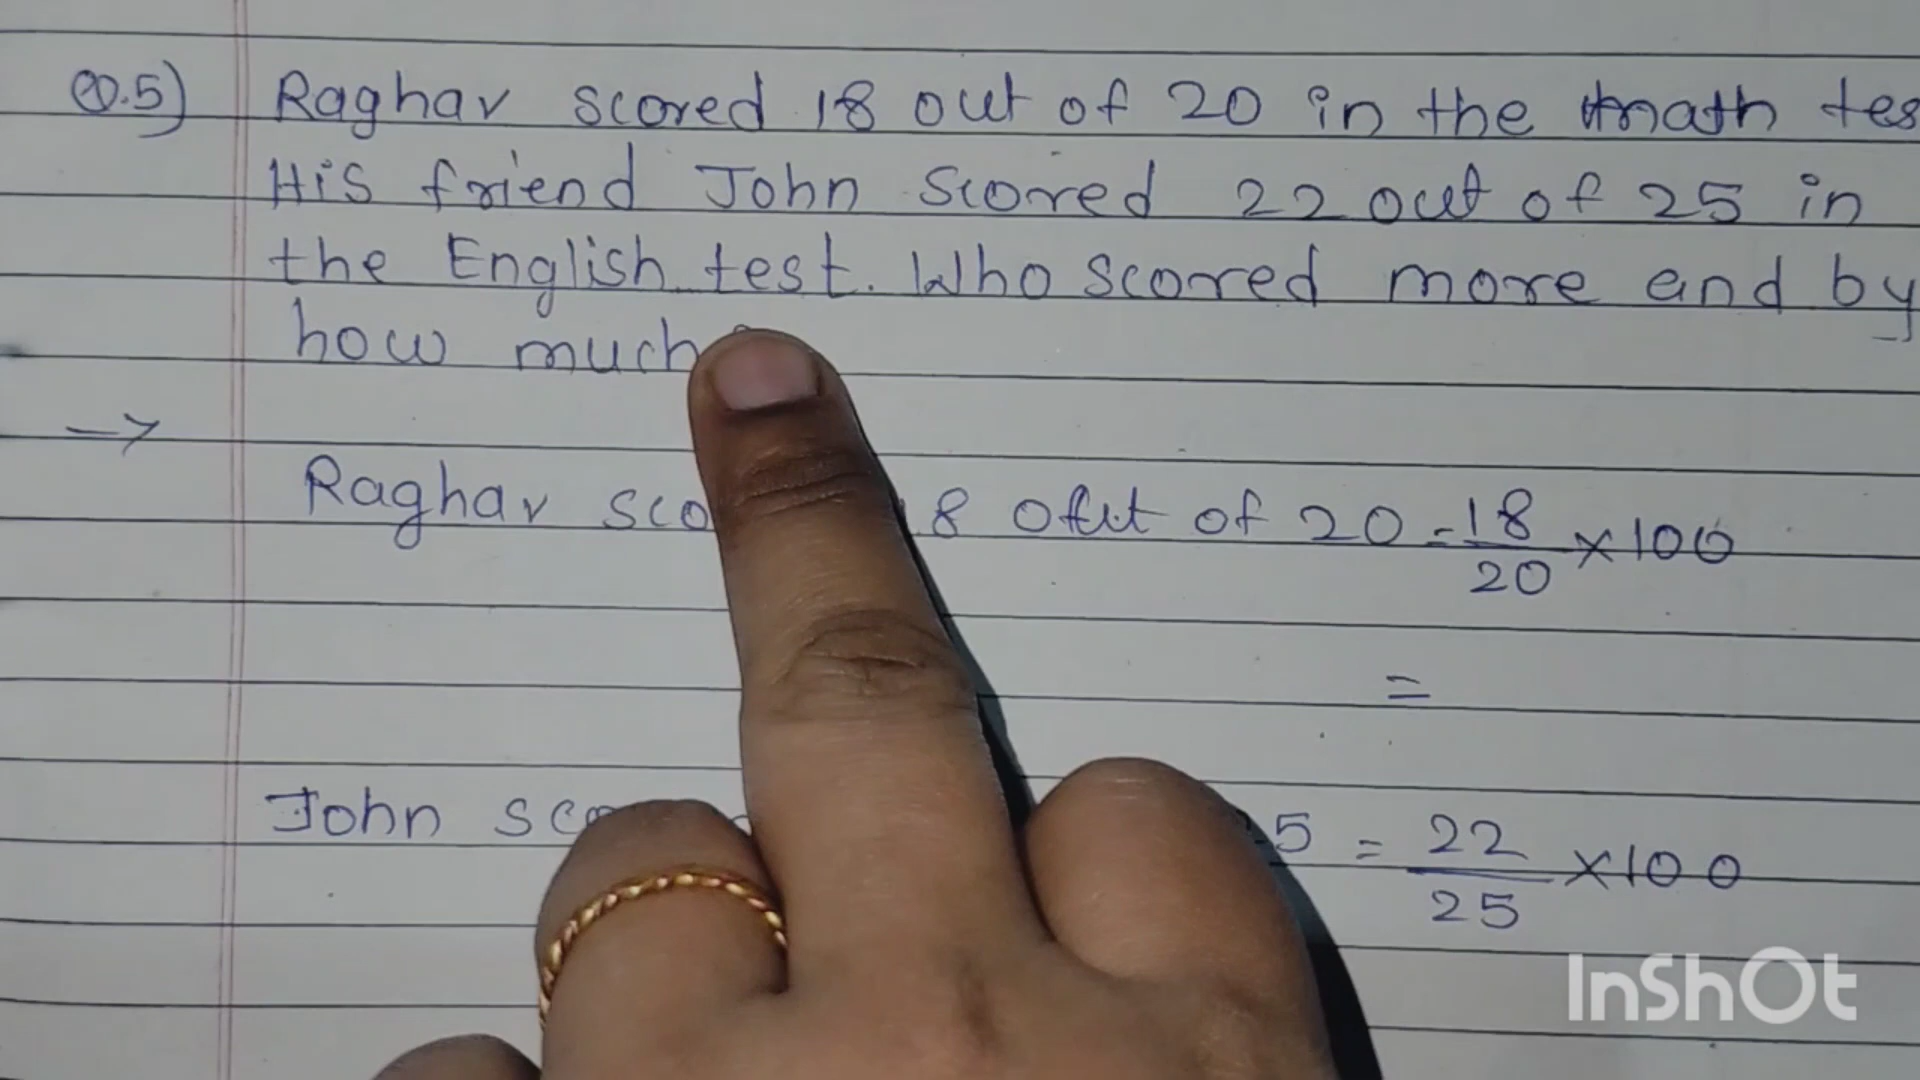 Q.5) Raghav scored 18 out of 20 in the math tes
His friend John scored 22 out of 25 in
the English test. Who scored more and by
how much
->
Raghav sco 8 out of 20 = 18/20 × 100
=
John sco 5 = 22/25 × 100
InShOt